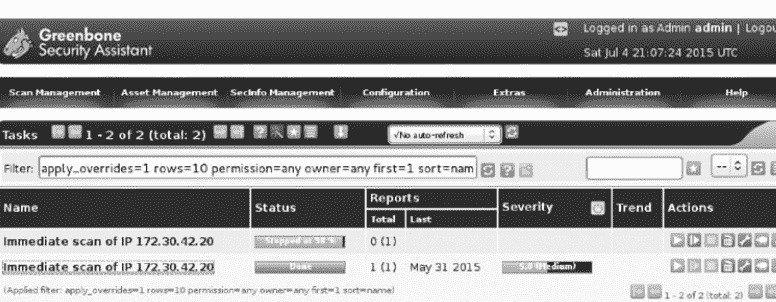 Greenbone
Security Assistant
Logged in as Admin admin | Logou
Sat Jul 4 21:07:24 2015 UTC
Scan Management Asset Management SecInfo Management Configuration Extras Administration Help
Tasks 1 - 2 of 2 (total: 2) √No auto-refresh
Filter: apply_overrides=1 rows=10 permission=any owner=any first=1 sort=nam --
Name Status Reports Severity Trend Actions
Total Last
Immediate scan of IP 172.30.42.20 Stopped at 98 % 0 (1)
Immediate scan of IP 172.30.42.20 Done 1 (1) May 31 2015 5.0 (Medium)
(Applied filter: apply_overrides=1 rows=10 permission=any owner=any first=1 sort=name) 1 - 2 of 2 (total: 2)